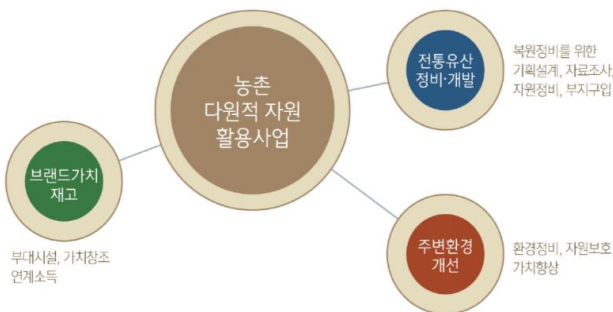 농촌
다원적 자원
활용사업
전통유산
정비·개발
복원정비를 위한
기획설계, 자료조사,
자원정비, 부지구입
브랜드가치
재고
부대시설, 가치창조
연계소득
주변환경
개선
환경정비, 자원보호
가치향상